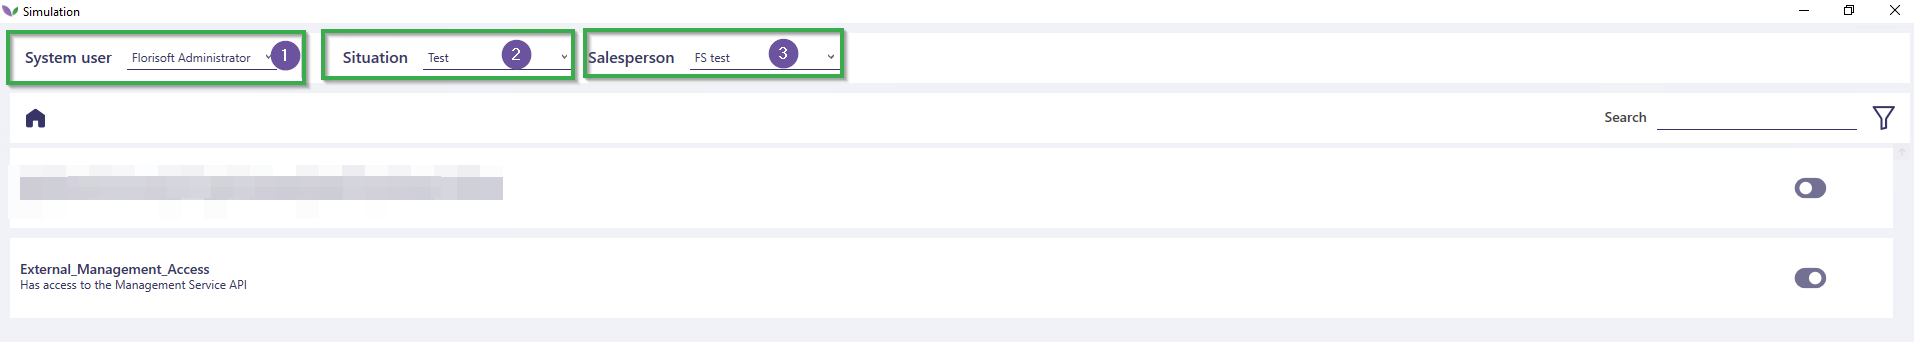 Simulation
System user Florisoft Administrator 1 Situation Test 2 Salesperson FS test 3
Search
External_Management_Access
Has access to the Management Service API